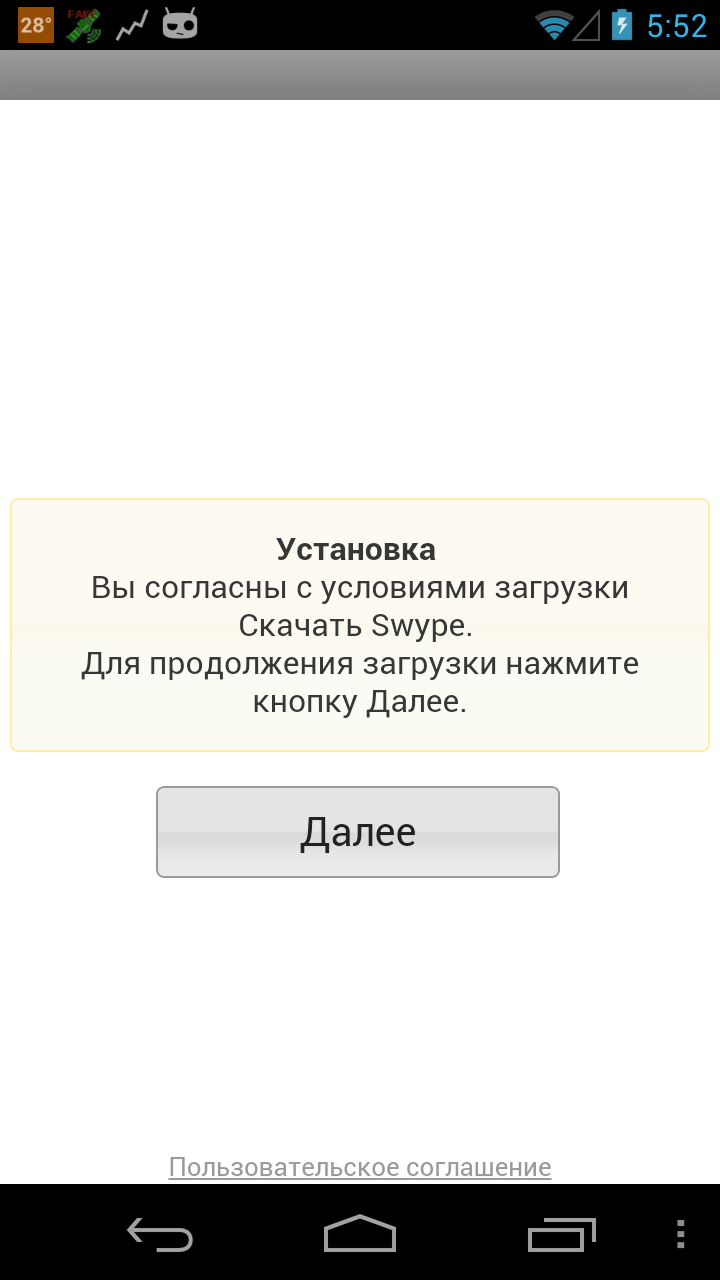 28°
FAKE
5:52
Установка
Вы согласны с условиями загрузки
Скачать Swype.
Для продолжения загрузки нажмите
кнопку Далее.
Далее
Пользовательское соглашение